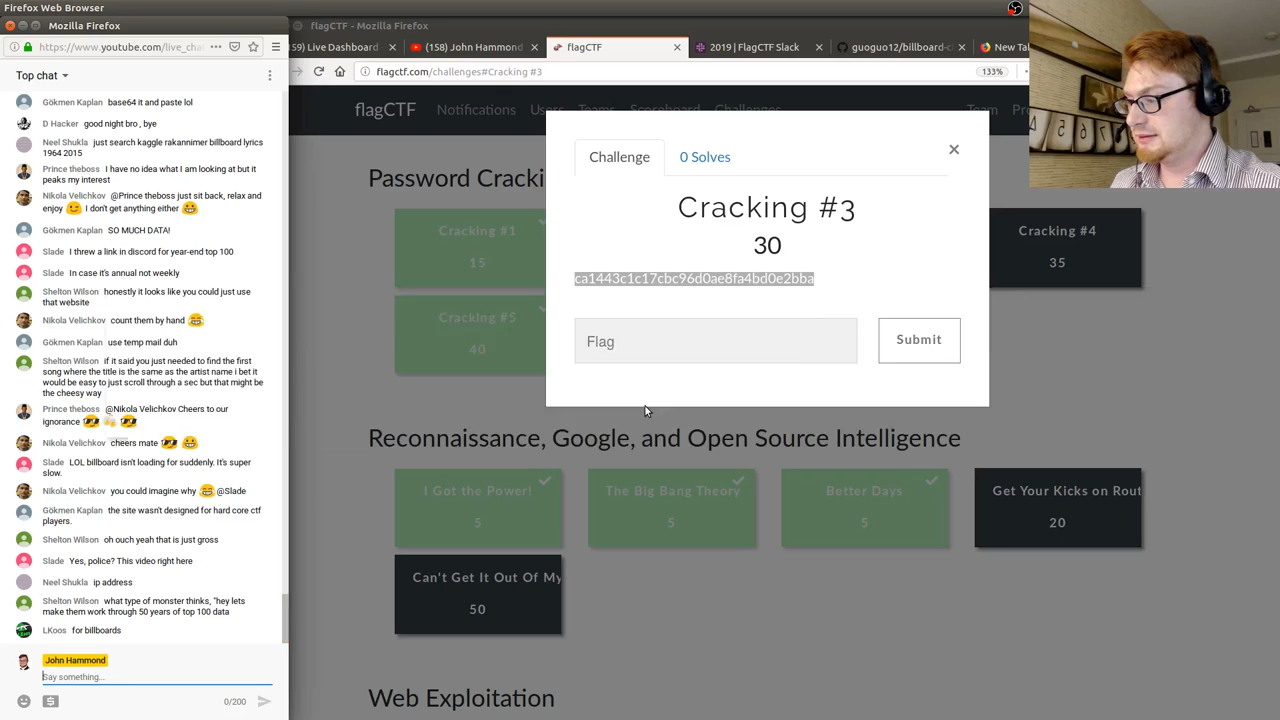 Firefox Web Browser
Mozilla Firefox
https://www.youtube.com/live_cha
Top chat
Gökmen Kaplan base64 it and paste lol
D Hacker good night bro , bye
Neel Shukla just search kaggle rakannimer billboard lyrics
1964 2015
Prince theboss I have no idea what I am looking at but it
peaks my interest
Nikola Velichkov @Prince theboss just sit back, relax and
enjoy 😉 I don't get anything either 😀
Gökmen Kaplan SO MUCH DATA!
Slade I threw a link in discord for year-end top 100
Slade In case it's annual not weekly
Shelton Wilson honestly it looks like you could just use
that website
Nikola Velichkov count them by hand 😂
Gökmen Kaplan use temp mail duh
Shelton Wilson if it said you just needed to find the first
song where the title is the same as the artist name i bet it
would be easy to just scroll through a sec but that might be
the cheesy way
Prince theboss @Nikola Velichkov Cheers to our
ignorance 😎 🍻 😎
Nikola Velichkov cheers mate 😎 😀
Slade LOL billboard isn't loading for suddenly. It's super
slow.
Nikola Velichkov you could imagine why 😂 @Slade
Gökmen Kaplan the site wasn't designed for hard core ctf
players.
Shelton Wilson oh ouch yeah that is just gross
Slade Yes, police? This video right here
Neel Shukla ip address
Shelton Wilson what type of monster thinks, "hey lets
make them work through 50 years of top 100 data
LKoos for billboards
John Hammond
Say something...
0/200
flagCTF - Mozilla Firefox
159) Live Dashboard
(158) John Hammond
flagCTF
2019 | FlagCTF Slack
guoguo12/billboard-c
New Tal
flagctf.com/challenges#Cracking #3
133%
flagCTF Notifications Users Teams Scoreboard Challenges Team
Password Cracki
Cracking #1
15
Cracking #4
35
Cracking #5
40
Challenge
0 Solves
×
Cracking #3
30
ca1443c1c17cbc96d0ae8fa4bd0e2bba
Flag
Submit
Reconnaissance, Google, and Open Source Intelligence
I Got the Power!
5
The Big Bang Theory
5
Better Days
5
Get Your Kicks on Rout
20
Can't Get It Out Of My
50
Web Exploitation